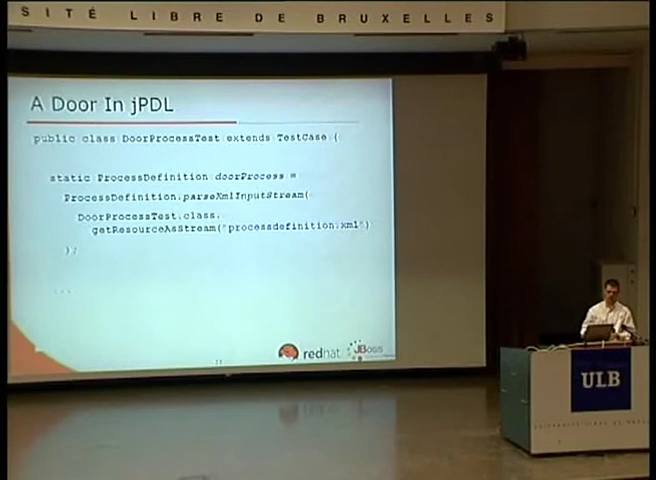 SITÉ LIBRE DE BRUXELLES
A Door In jPDL
public class DoorProcessTest extends TestCase {
static ProcessDefinition doorProcess =
ProcessDefinition.parseXmlInputStream(
DoorProcessTest.class.
getResourceAsStream("processdefinition.xml")
);
...
redhat JBoss
ULB